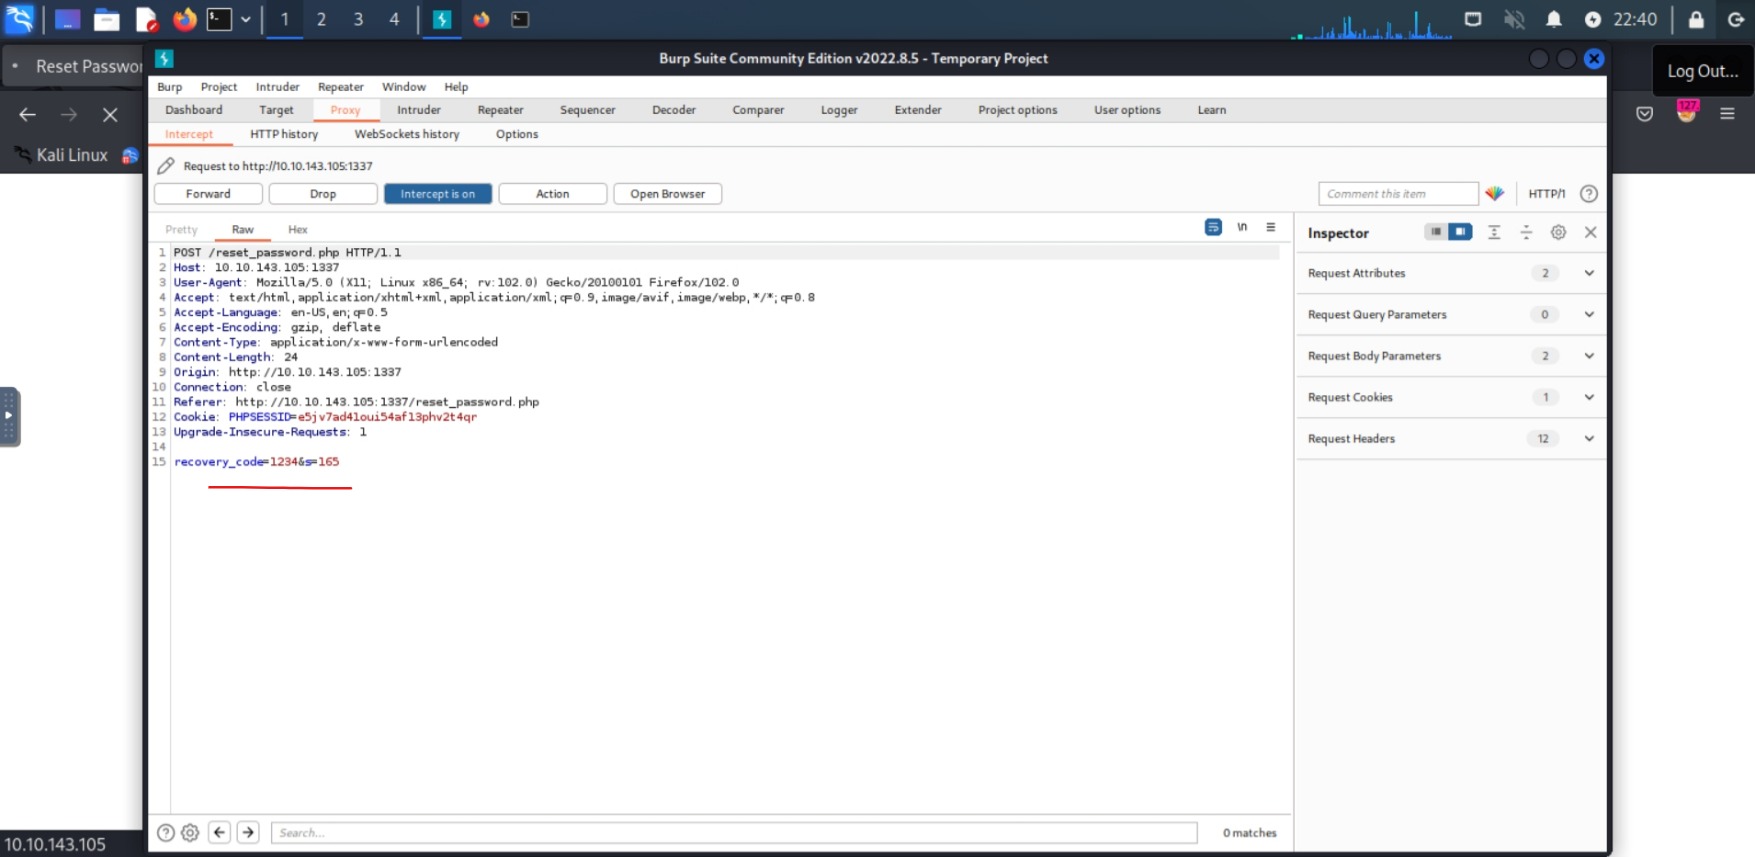 1 2 3 4 22:40
Reset Passwor
Burp Suite Community Edition v2022.8.5 - Temporary Project
Log Out...
Burp Project Intruder Repeater Window Help
Dashboard Target Proxy Intruder Repeater Sequencer Decoder Comparer Logger Extender Project options User options Learn
127
Intercept HTTP history WebSockets history Options
Kali Linux
Request to http://10.10.143.105:1337
Forward Drop Intercept is on Action Open Browser Comment this item HTTP/1
Pretty Raw Hex \n
Inspector
1 POST /reset_password.php HTTP/1.1
2 Host: 10.10.143.105:1337
3 User-Agent: Mozilla/5.0 (X11; Linux x86_64; rv:102.0) Gecko/20100101 Firefox/102.0
4 Accept: text/html,application/xhtml+xml,application/xml;q=0.9,image/avif,image/webp,*/*;q=0.8
5 Accept-Language: en-US,en;q=0.5
6 Accept-Encoding: gzip, deflate
7 Content-Type: application/x-www-form-urlencoded
8 Content-Length: 24
9 Origin: http://10.10.143.105:1337
10 Connection: close
11 Referer: http://10.10.143.105:1337/reset_password.php
12 Cookie: PHPSESSID=e5jv7ad41oui54af13phv2t4qr
13 Upgrade-Insecure-Requests: 1
14
15 recovery_code=1234&s=165
Request Attributes 2
Request Query Parameters 0
Request Body Parameters 2
Request Cookies 1
Request Headers 12
Search... 0 matches
10.10.143.105